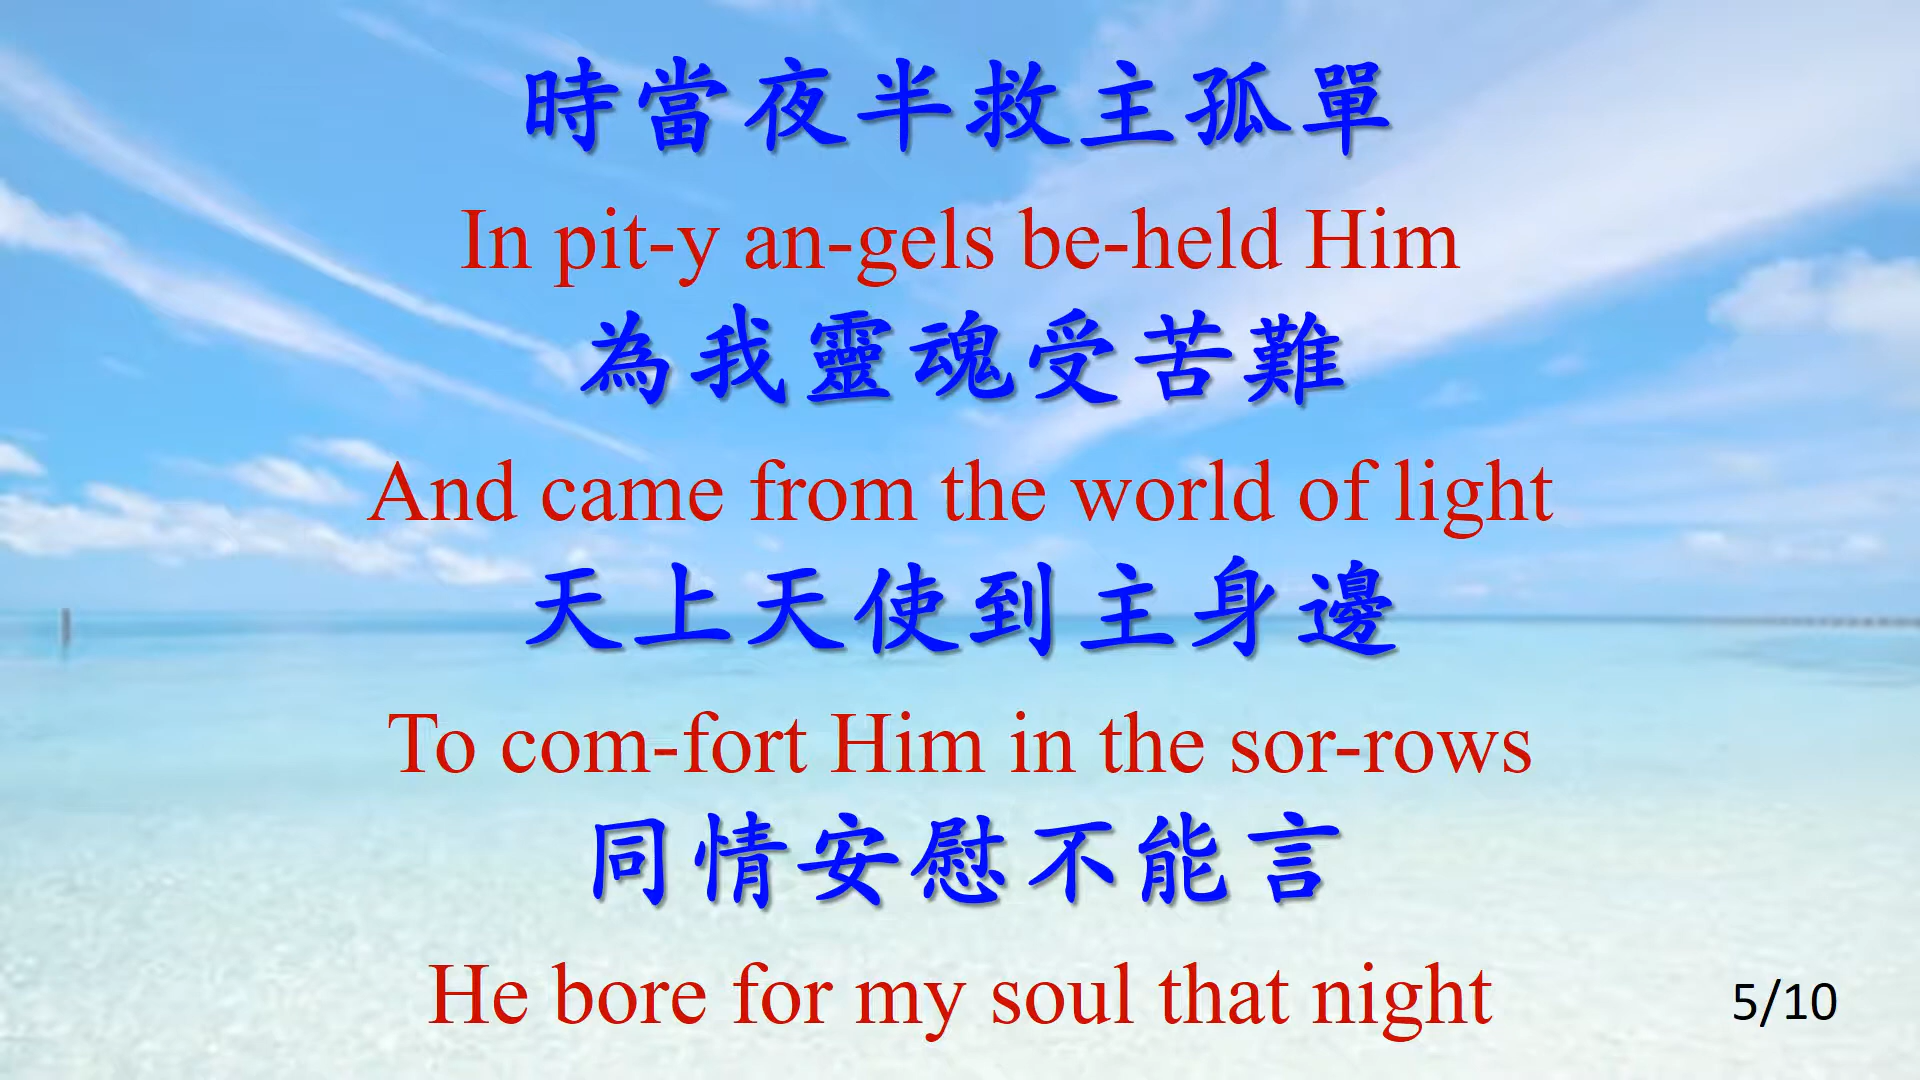 時當夜半救主孤單
In pit-y an-gels be-held Him
為我靈魂受苦難
And came from the world of light
天上天使到主身邊
To com-fort Him in the sor-rows
同情安慰不能言
He bore for my soul that night
5/10